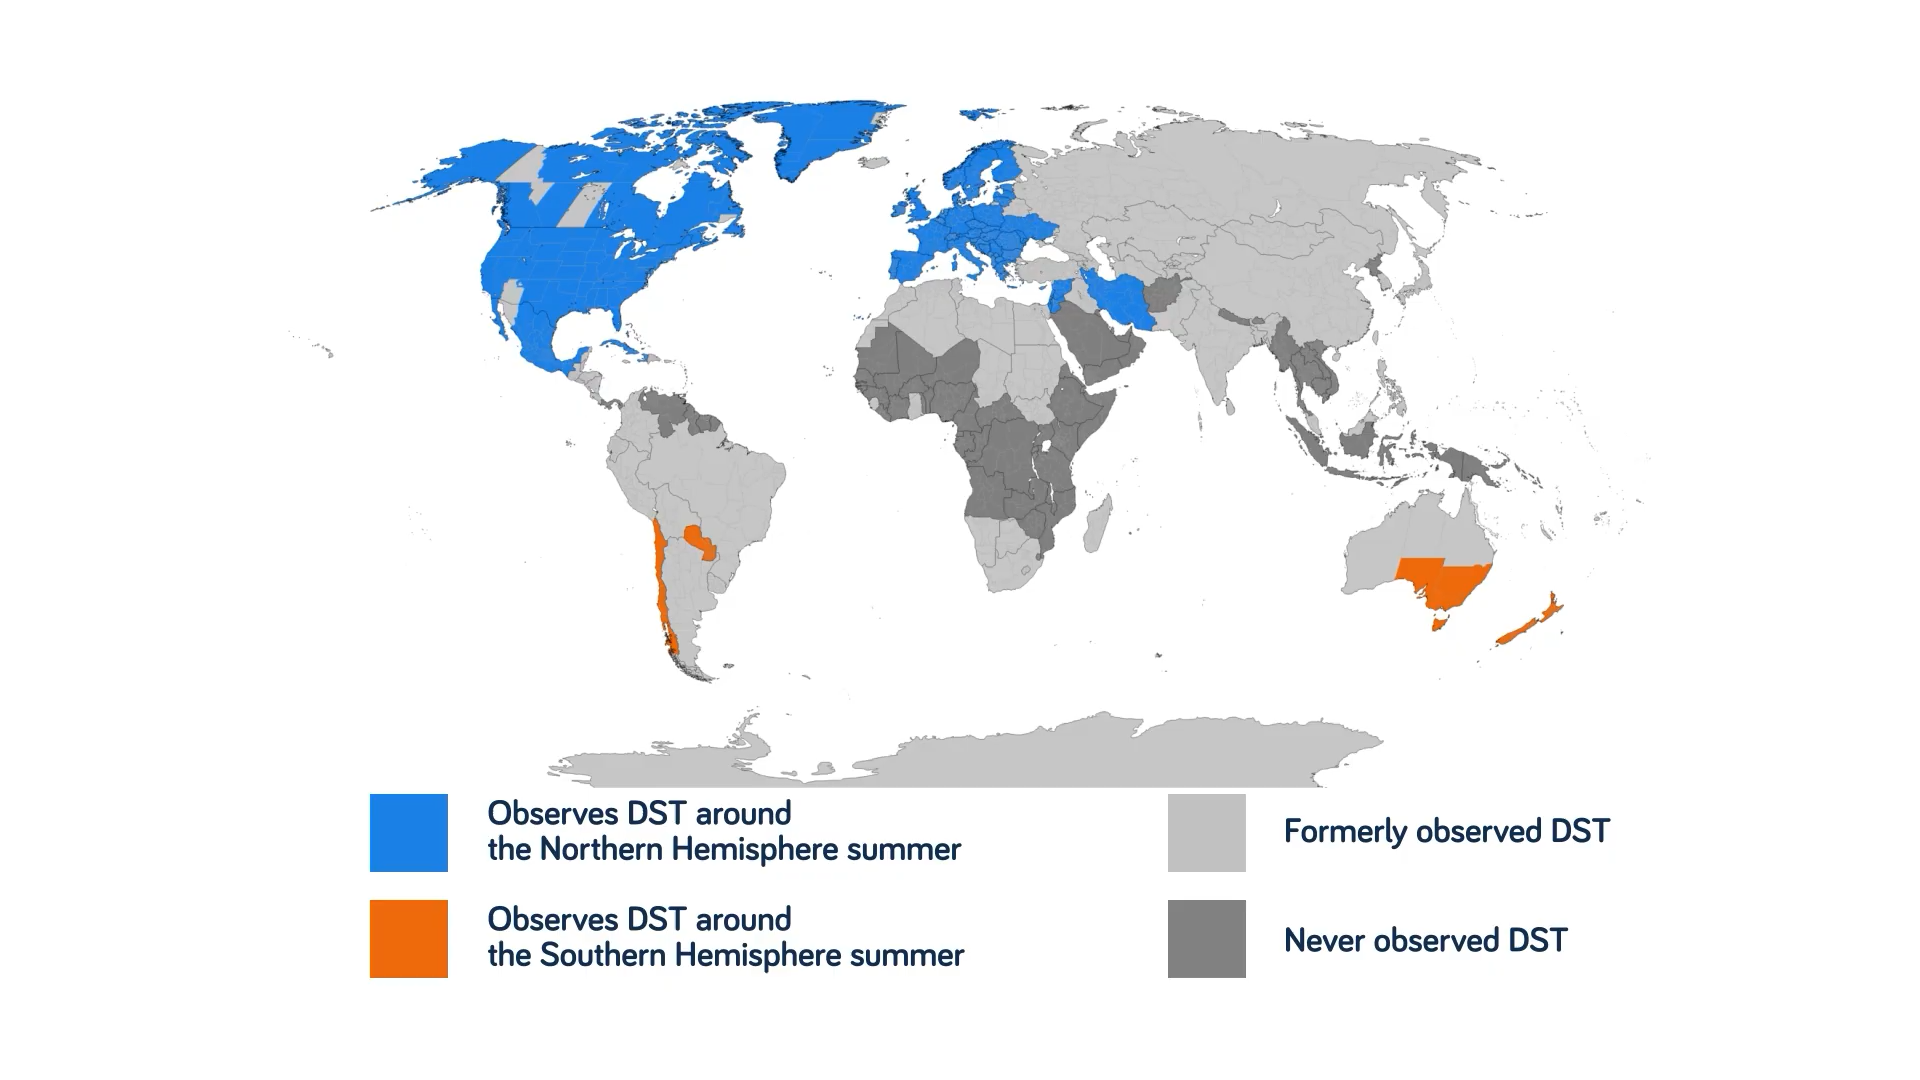 Observes DST around
the Northern Hemisphere summer
Observes DST around
the Southern Hemisphere summer
Formerly observed DST
Never observed DST